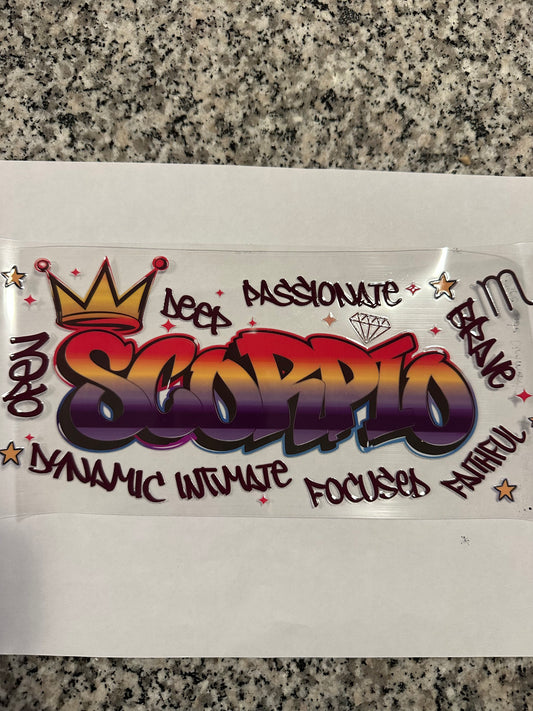 DEEP PASSIONATE
BRAVE
OPEN
SCORPIO
DYNAMIC INTIMATE FOCUSED FAITHFUL